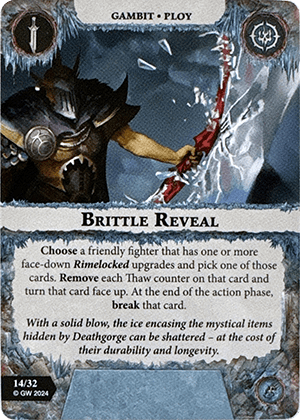 GAMBIT • PLOY
BRITTLE REVEAL
Choose a friendly fighter that has one or more
face-down Rimelocked upgrades and pick one of those
cards. Remove each Thaw counter on that card and
turn that card face up. At the end of the action phase,
break that card.
With a solid blow, the ice encasing the mystical items
hidden by Deathgorge can be shattered – at the cost of
their durability and longevity.
14/32
© GW 2024